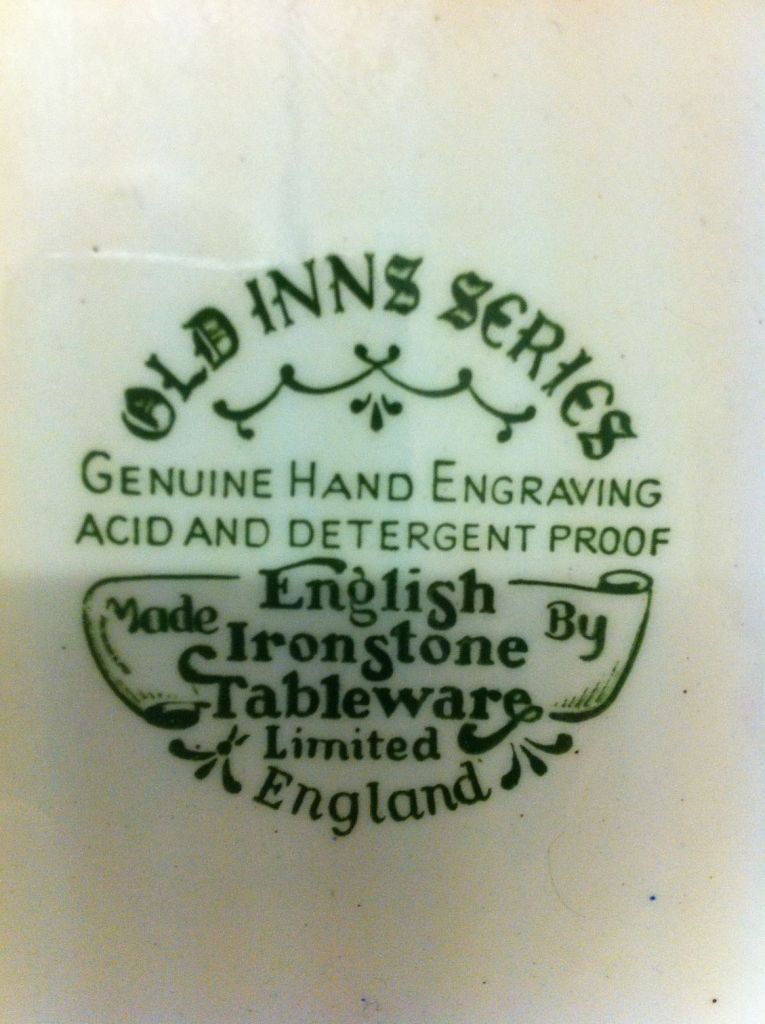 OLD INNS SERIES
GENUINE HAND ENGRAVING
ACID AND DETERGENT PROOF
Made English By
Ironstone
Tableware
Limited
England